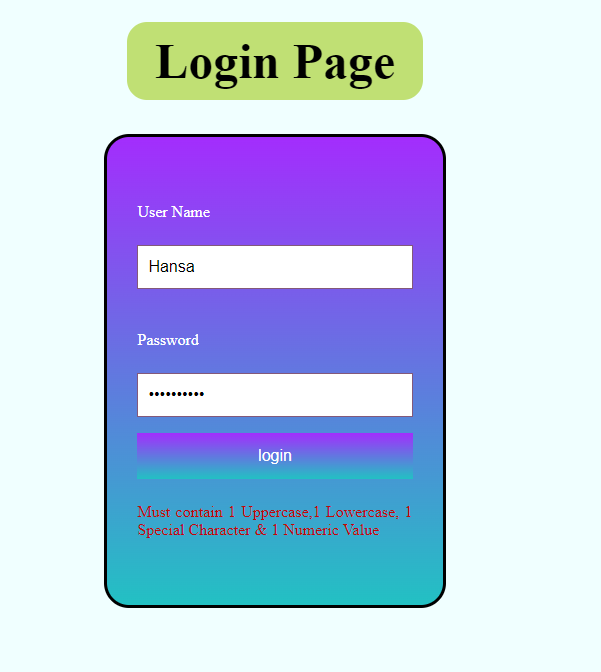 Login Page
User Name
Hansa
Password
••••••••••
login
Must contain 1 Uppercase,1 Lowercase, 1
Special Character & 1 Numeric Value